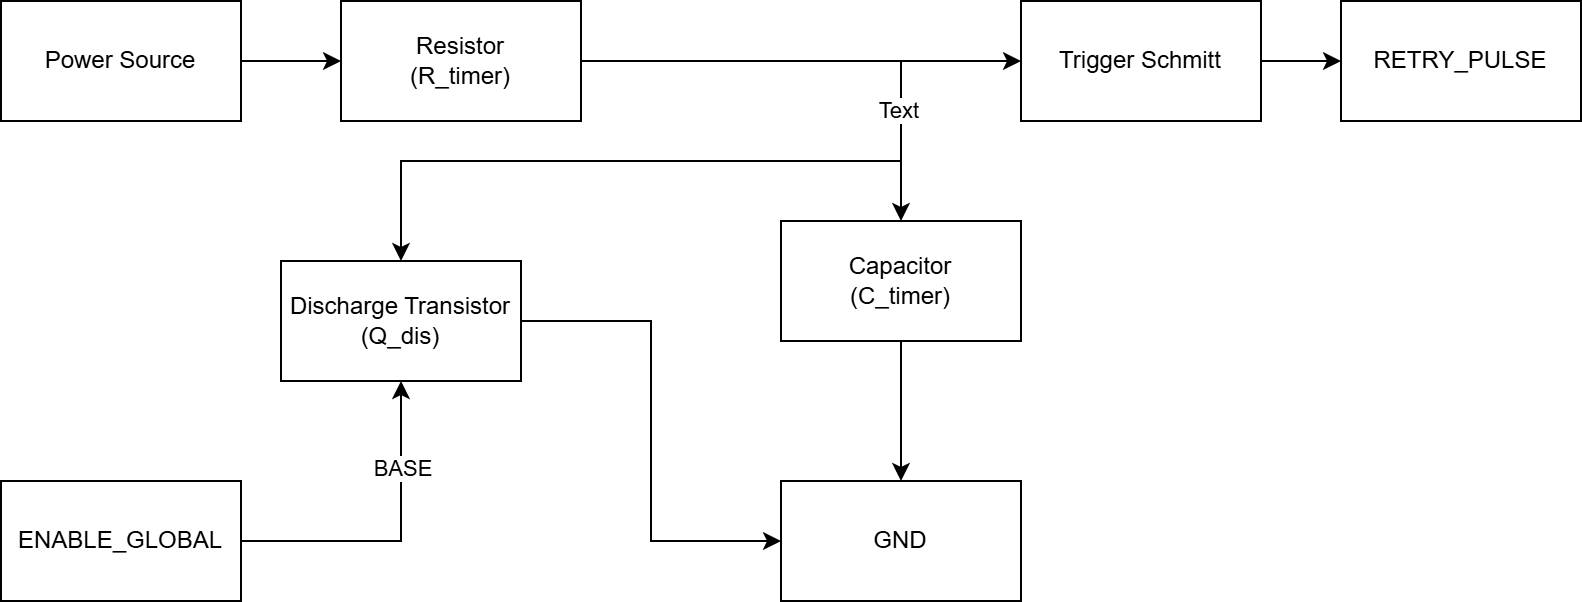 Power Source
Resistor
(R_timer)
Trigger Schmitt
RETRY_PULSE
Text
Discharge Transistor
(Q_dis)
Capacitor
(C_timer)
BASE
ENABLE_GLOBAL
GND